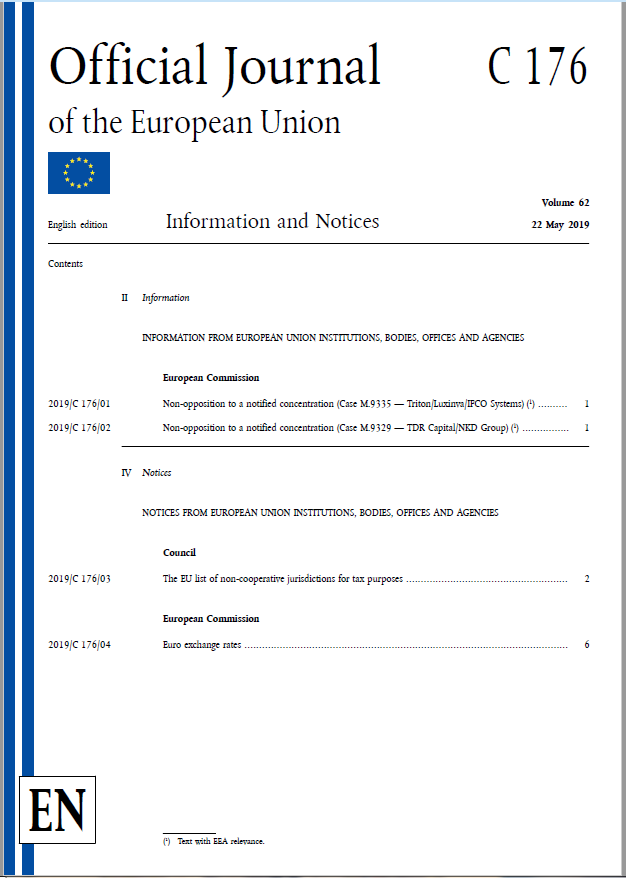 Official Journal C 176
of the European Union
Volume 62
English edition Information and Notices 22 May 2019
Contents
II Information
INFORMATION FROM EUROPEAN UNION INSTITUTIONS, BODIES, OFFICES AND AGENCIES
European Commission
2019/C 176/01 Non-opposition to a notified concentration (Case M.9335 — Triton/Luxinva/IFCO Systems) (¹) .......... 1
2019/C 176/02 Non-opposition to a notified concentration (Case M.9329 — TDR Capital/NKD Group) (¹) ................ 1
IV Notices
NOTICES FROM EUROPEAN UNION INSTITUTIONS, BODIES, OFFICES AND AGENCIES
Council
2019/C 176/03 The EU list of non-cooperative jurisdictions for tax purposes ........................................................ 2
European Commission
2019/C 176/04 Euro exchange rates ................................................................................................................ 6
EN
(¹) Text with EEA relevance.